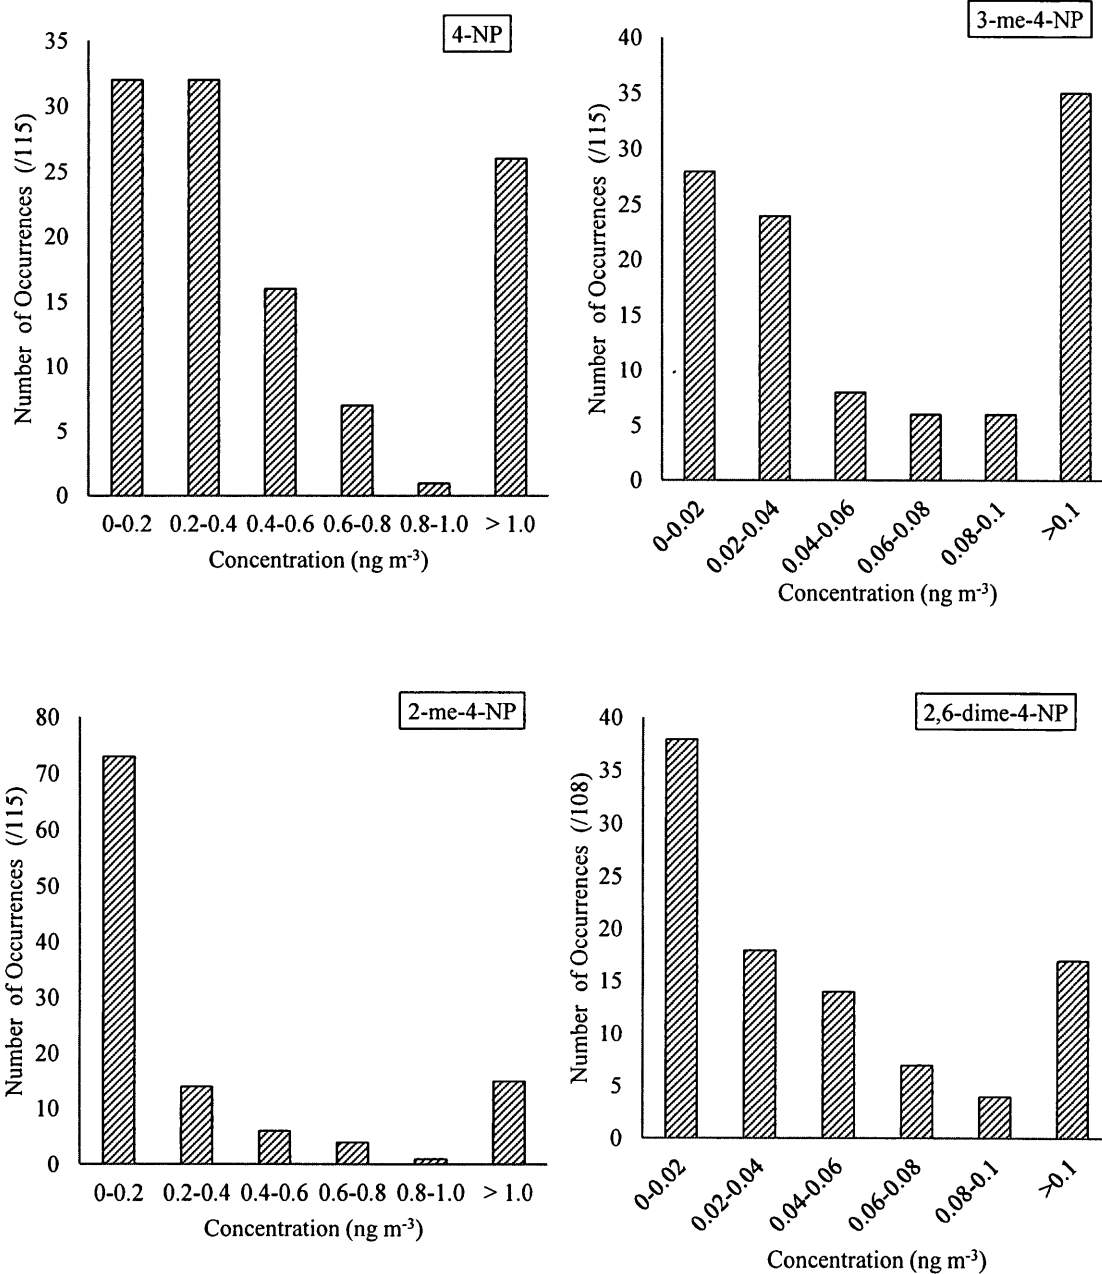 4-NP
35
30
25
20
15
10
5
0
Number of Occurrences (/115)
0-0.2 0.2-0.4 0.4-0.6 0.6-0.8 0.8-1.0 > 1.0
Concentration (ng m-3)
3-me-4-NP
40
35
30
25
20
15
10
5
0
Number of Occurrences (/115)
0-0.02 0.02-0.04 0.04-0.06 0.06-0.08 0.08-0.1 >0.1
Concentration (ng m-3)
2-me-4-NP
80
70
60
50
40
30
20
10
0
Number of Occurrences (/115)
0-0.2 0.2-0.4 0.4-0.6 0.6-0.8 0.8-1.0 > 1.0
Concentration (ng m-3)
2,6-dime-4-NP
40
35
30
25
20
15
10
5
0
Number of Occurrences (/108)
0-0.02 0.02-0.04 0.04-0.06 0.06-0.08 0.08-0.1 >0.1
Concentration (ng m-3)